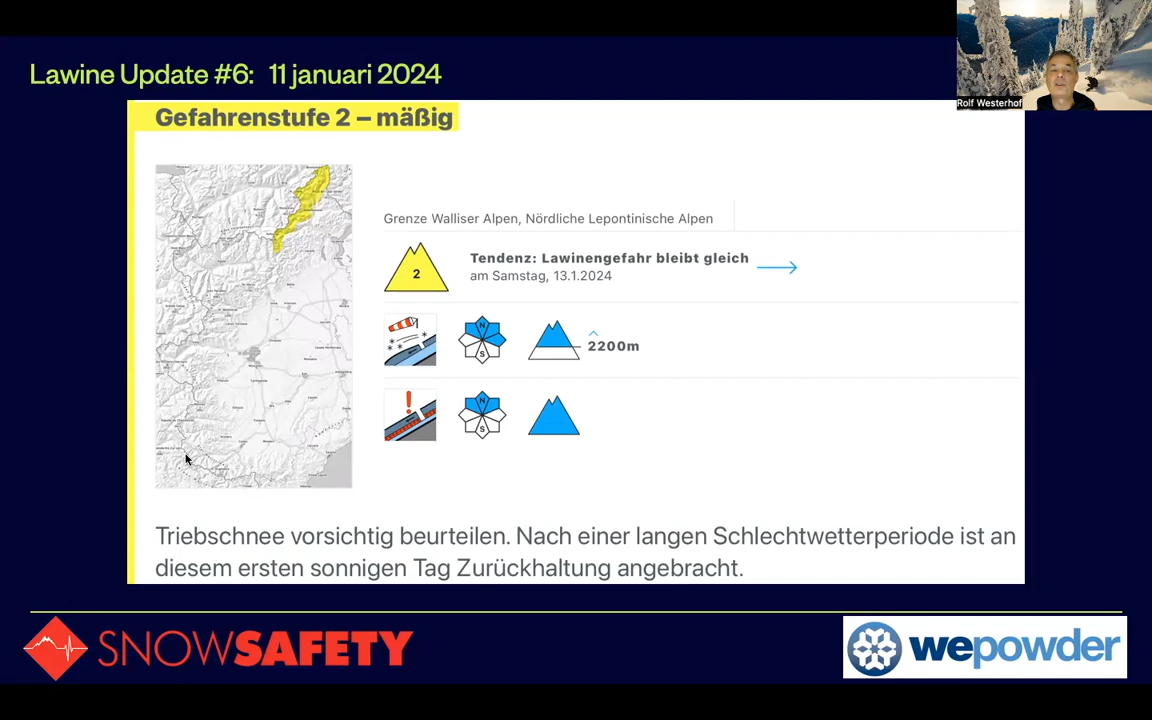 Lawine Update #6: 11 januari 2024
Rolf Westerhof
Gefahrenstufe 2 – mäßig
Grenze Walliser Alpen, Nördliche Lepontinische Alpen
2
Tendenz: Lawinengefahr bleibt gleich
am Samstag, 13.1.2024
N
S
2200m
N
S
Triebschnee vorsichtig beurteilen. Nach einer langen Schlechtwetterperiode ist an
diesem ersten sonnigen Tag Zurückhaltung angebracht.
SNOWSAFETY
wepowder